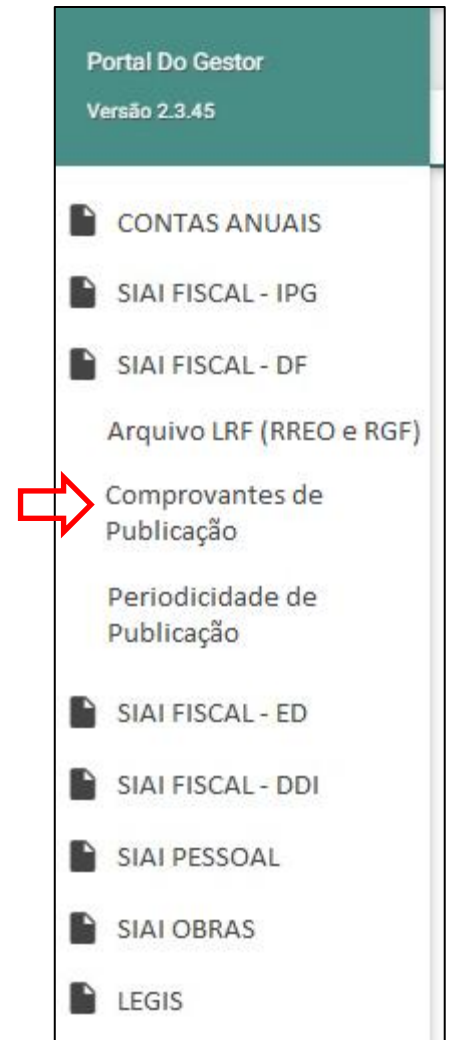 Portal Do Gestor
Versão 2.3.45
CONTAS ANUAIS
SIAI FISCAL - IPG
SIAI FISCAL - DF
Arquivo LRF (RREO e RGF)
Comprovantes de
Publicação
Periodicidade de
Publicação
SIAI FISCAL - ED
SIAI FISCAL - DDI
SIAI PESSOAL
SIAI OBRAS
LEGIS